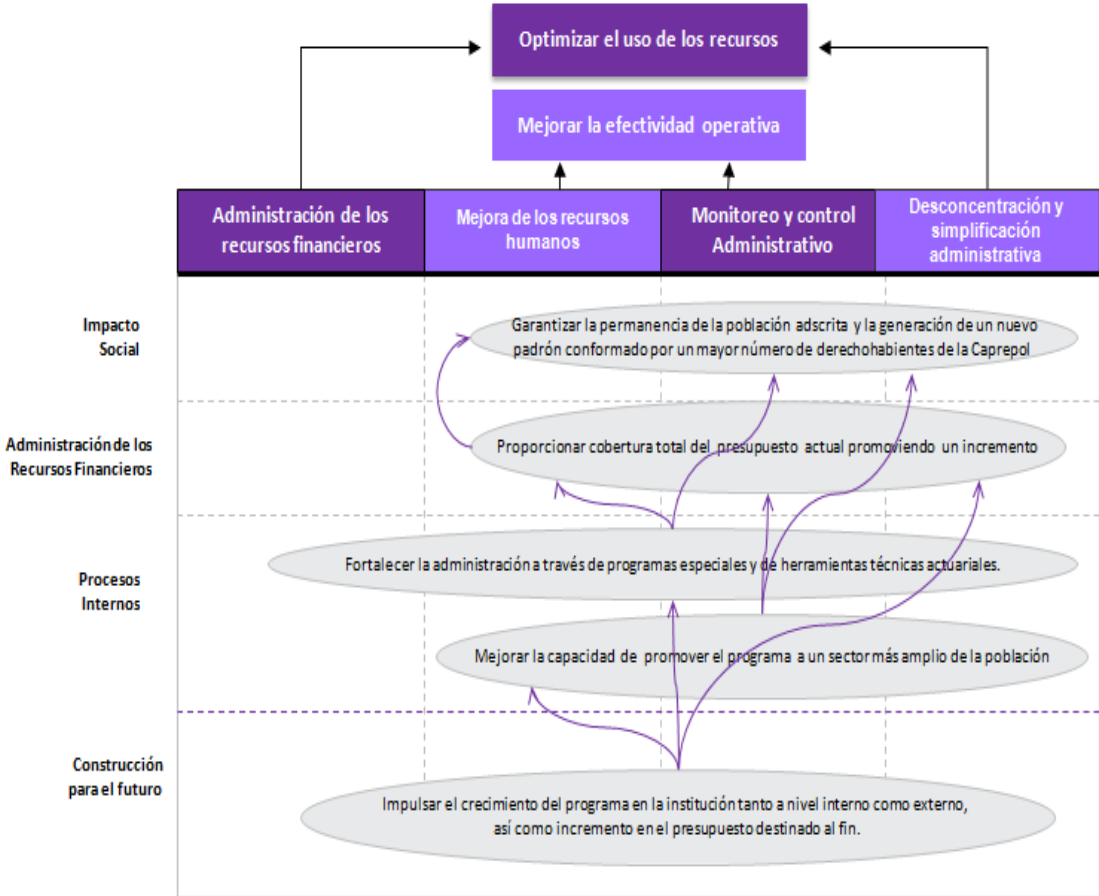 Optimizar el uso de los recursos
Mejorar la efectividad operativa
Administración de los
recursos financieros
Mejora de los recursos
humanos
Monitoreo y control
Administrativo
Desconcentración y
simplificación
administrativa
Impacto
Social
Garantizar la permanencia de la población adscrita y la generación de un nuevo
padrón conformado por un mayor número de derechohabientes de la Caprepol
Administración de los
Recursos Financieros
Proporcionar cobertura total del presupuesto actual promoviendo un incremento
Procesos
Internos
Fortalecer la administración a través de programas especiales y de herramientas técnicas actuariales.
Mejorar la capacidad de promover el programa a un sector más amplio de la población
Construcción
para el futuro
Impulsar el crecimiento del programa en la institución tanto a nivel interno como externo,
así como incremento en el presupuesto destinado al fin.